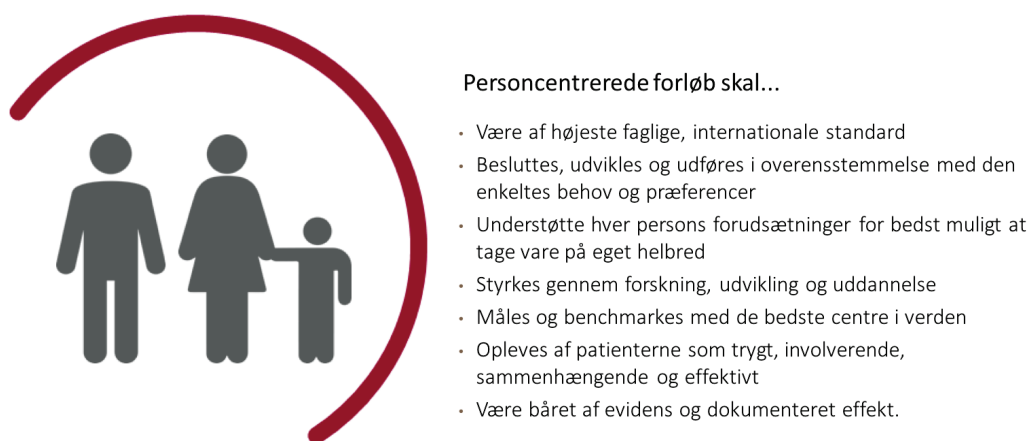 Personcentrerede forløb skal...
• Være af højeste faglige, internationale standard
• Besluttes, udvikles og udføres i overensstemmelse med den
enkeltes behov og præferencer
• Understøtte hver persons forudsætninger for bedst muligt at
tage vare på eget helbred
• Styrkes gennem forskning, udvikling og uddannelse
• Måles og benchmarkes med de bedste centre i verden
• Opleves af patienterne som trygt, involverende,
sammenhængende og effektivt
• Være båret af evidens og dokumenteret effekt.